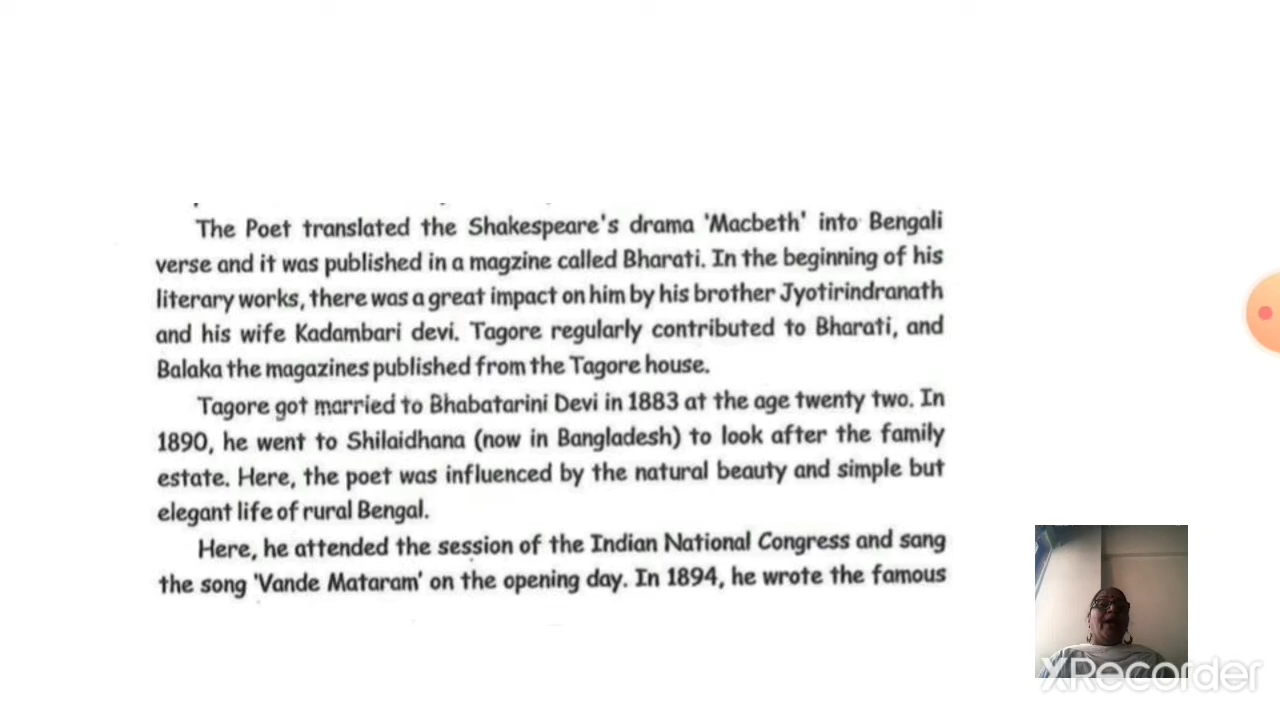 The Poet translated the Shakespeare's drama 'Macbeth' into Bengali
verse and it was published in a magzine called Bharati. In the beginning of his
literary works, there was a great impact on him by his brother Jyotirindranath
and his wife Kadambari devi. Tagore regularly contributed to Bharati, and
Balaka the magazines published from the Tagore house.
Tagore got married to Bhabatarini Devi in 1883 at the age twenty two. In
1890, he went to Shilaidhana (now in Bangladesh) to look after the family
estate. Here, the poet was influenced by the natural beauty and simple but
elegant life of rural Bengal.
Here, he attended the session of the Indian National Congress and sang
the song 'Vande Mataram' on the opening day. In 1894, he wrote the famous
XRecorder